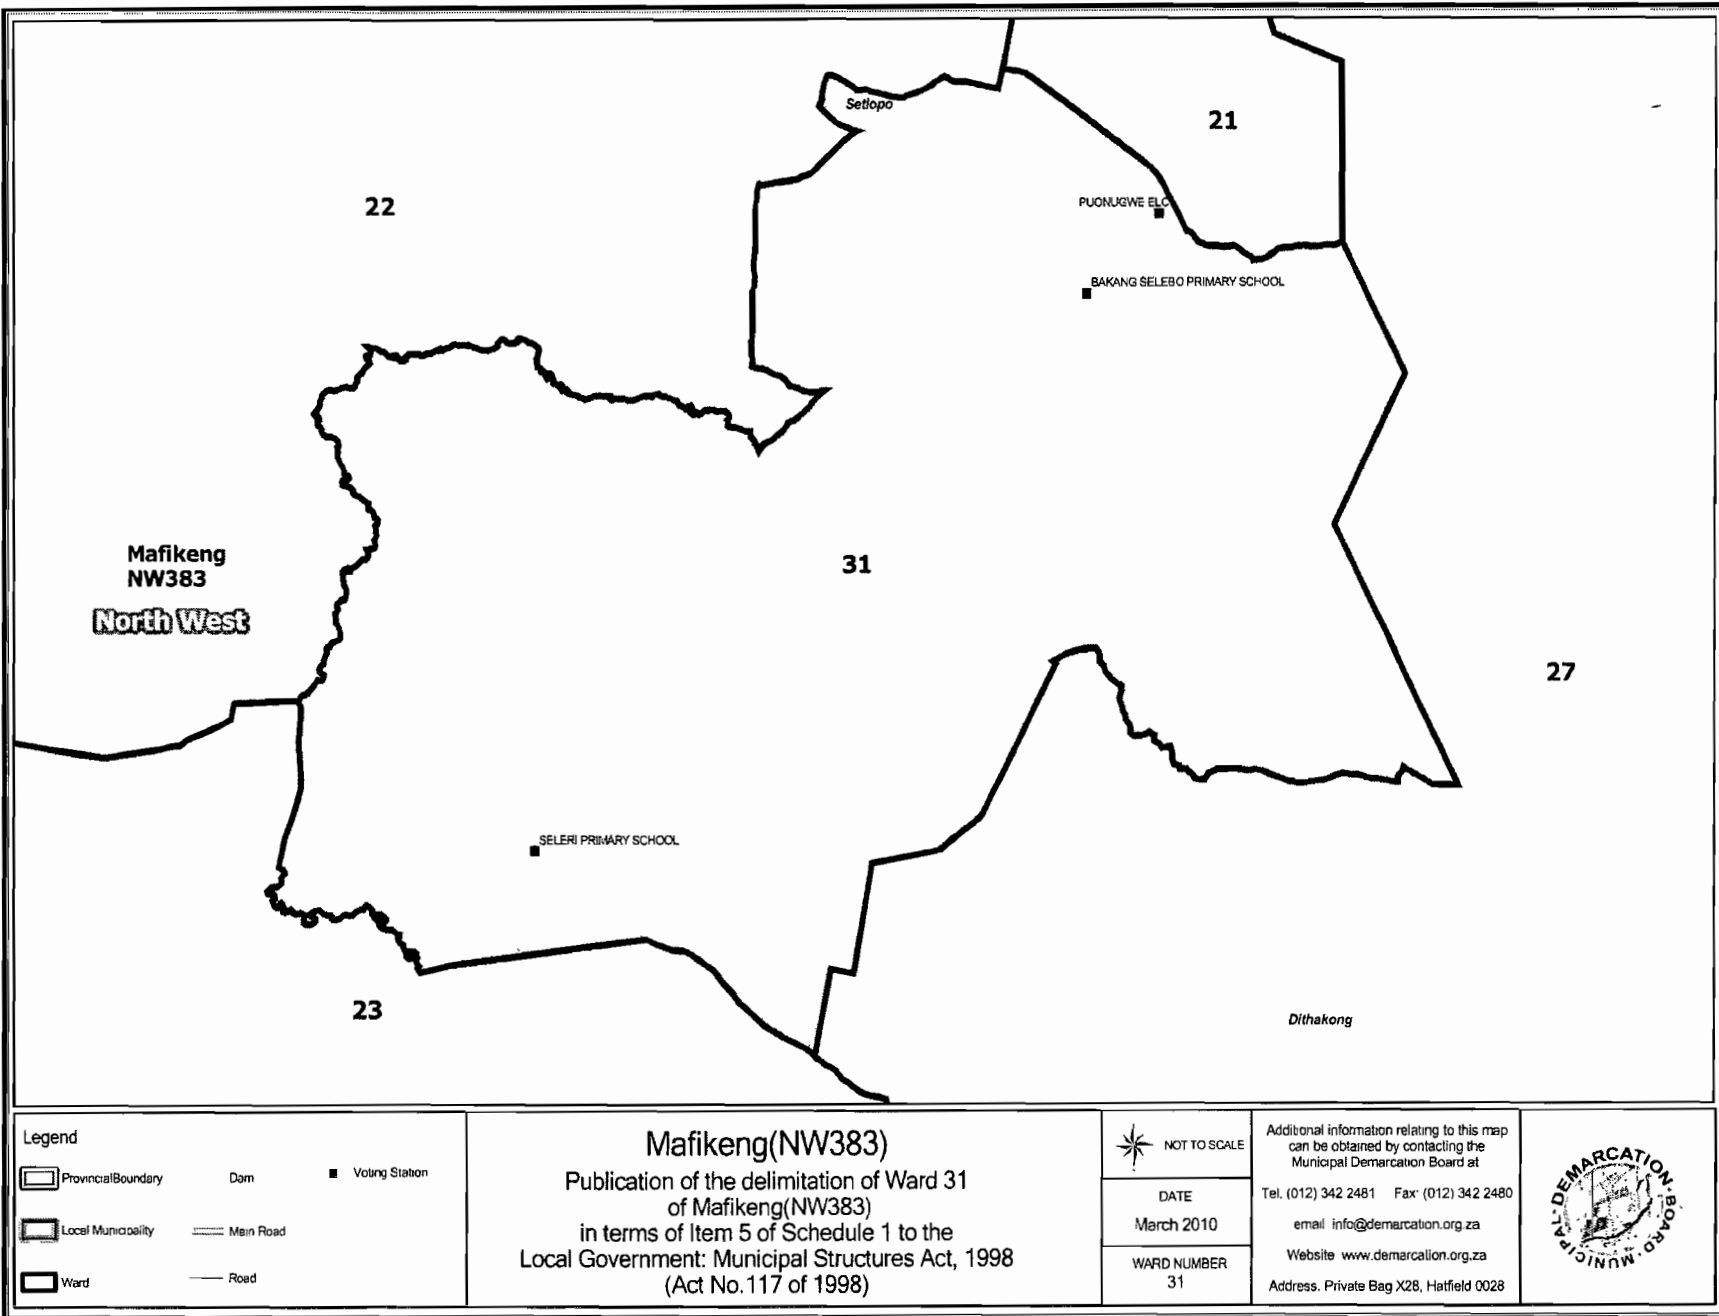 21
Setlopo
22
PUONUGWE ELC
BAKANG SELEBO PRIMARY SCHOOL
Mafikeng
NW383
North West
31
27
SELERI PRIMARY SCHOOL
23
Dithakong
Legend
ProvincialBoundary
Dam
Voting Station
Local Municipality
Main Road
Ward
Road
Mafikeng(NW383)
Publication of the delimitation of Ward 31
of Mafikeng(NW383)
in terms of Item 5 of Schedule 1 to the
Local Government: Municipal Structures Act, 1998
(Act No.117 of 1998)
NOT TO SCALE
DATE
March 2010
WARD NUMBER
31
Additional information relating to this map
can be obtained by contacting the
Municipal Demarcation Board at
Tel. (012) 342 2481 Fax: (012) 342 2480
email info@demarcation.org.za
Website www.demarcation.org.za
Address. Private Bag X28, Hatfield 0028
MUNICIPAL DEMARCATION BOARD